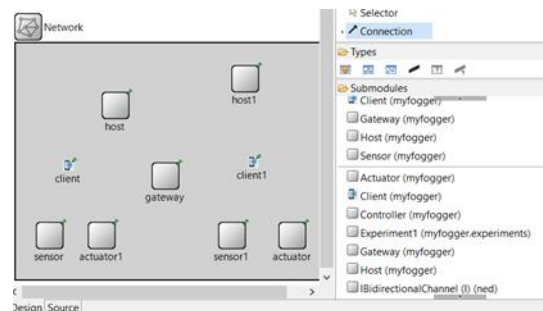 Network
host
host1
client
client1
gateway
sensor
actuator1
sensor1
actuator
Design Source
Selector
Connection
Types
Submodules
Client (myfogger)
Gateway (myfogger)
Host (myfogger)
Sensor (myfogger)
Actuator (myfogger)
Client (myfogger)
Controller (myfogger)
Experiment1 (myfogger.experiments)
Gateway (myfogger)
Host (myfogger)
IBidirectionalChannel (I) (ned)